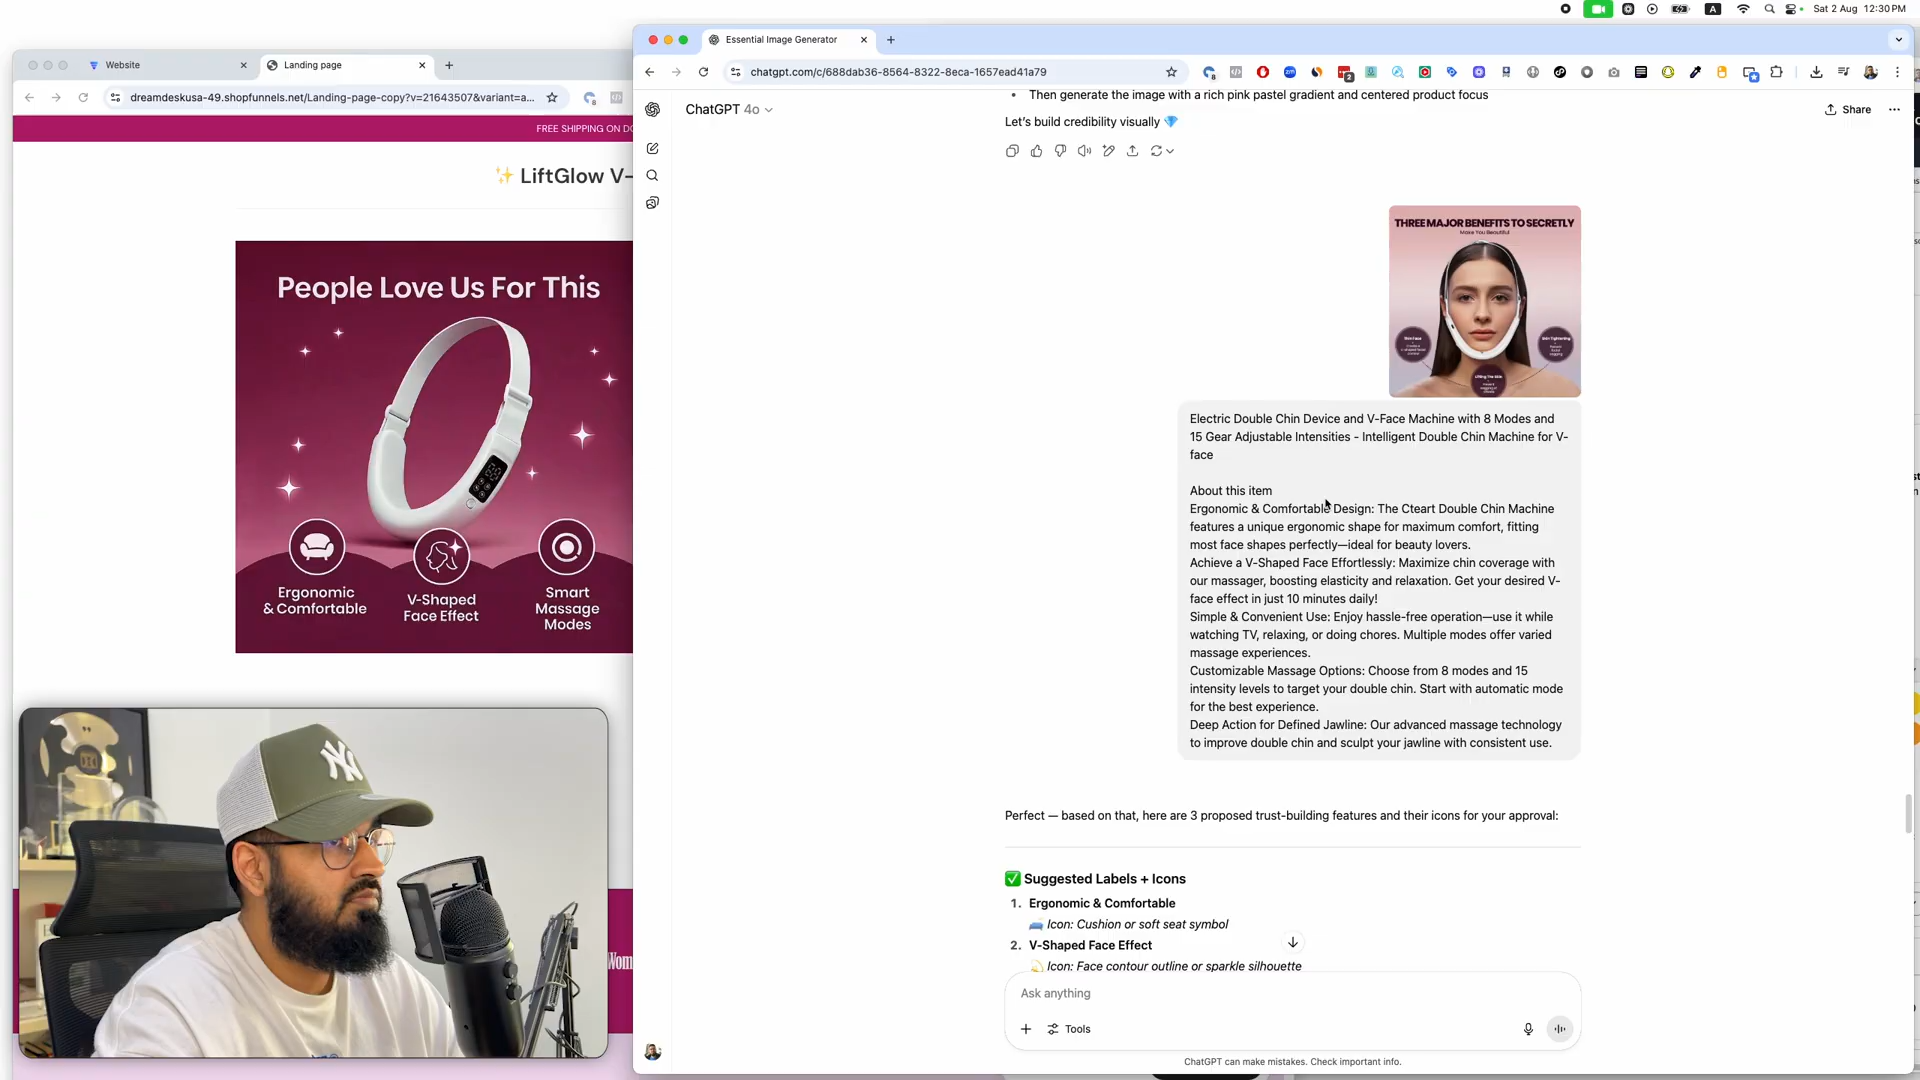 Sat 2 Aug 12:30 PM
A
Website
Landing page
dreamdeskusa-49.shopfunnels.net/Landing-page-copy?v=21643507&variant=a...
FREE SHIPPING ON DO
✨ LiftGlow V-
People Love Us For This
Ergonomic
& Comfortable
V-Shaped
Face Effect
Smart
Massage
Modes
NY
Wom
Essential Image Generator
chatgpt.com/c/688dab36-8564-8322-8eca-1657ead41a79
ChatGPT 4o
Share
• Then generate the image with a rich pink pastel gradient and centered product focus
Let's build credibility visually 💎
THREE MAJOR BENEFITS TO SECRETLY
Make You Beautiful
Thin Face
Skin Tightening
Lifting The Skin
Electric Double Chin Device and V-Face Machine with 8 Modes and
15 Gear Adjustable Intensities - Intelligent Double Chin Machine for V-
face
About this item
Ergonomic & Comfortable Design: The Cteart Double Chin Machine
features a unique ergonomic shape for maximum comfort, fitting
most face shapes perfectly—ideal for beauty lovers.
Achieve a V-Shaped Face Effortlessly: Maximize chin coverage with
our massager, boosting elasticity and relaxation. Get your desired V-
face effect in just 10 minutes daily!
Simple & Convenient Use: Enjoy hassle-free operation—use it while
watching TV, relaxing, or doing chores. Multiple modes offer varied
massage experiences.
Customizable Massage Options: Choose from 8 modes and 15
intensity levels to target your double chin. Start with automatic mode
for the best experience.
Deep Action for Defined Jawline: Our advanced massage technology
to improve double chin and sculpt your jawline with consistent use.
Perfect — based on that, here are 3 proposed trust-building features and their icons for your approval:
✅ Suggested Labels + Icons
1. Ergonomic & Comfortable
🛋️ Icon: Cushion or soft seat symbol
2. V-Shaped Face Effect
💫 Icon: Face contour outline or sparkle silhouette
Ask anything
Tools
ChatGPT can make mistakes. Check important info.